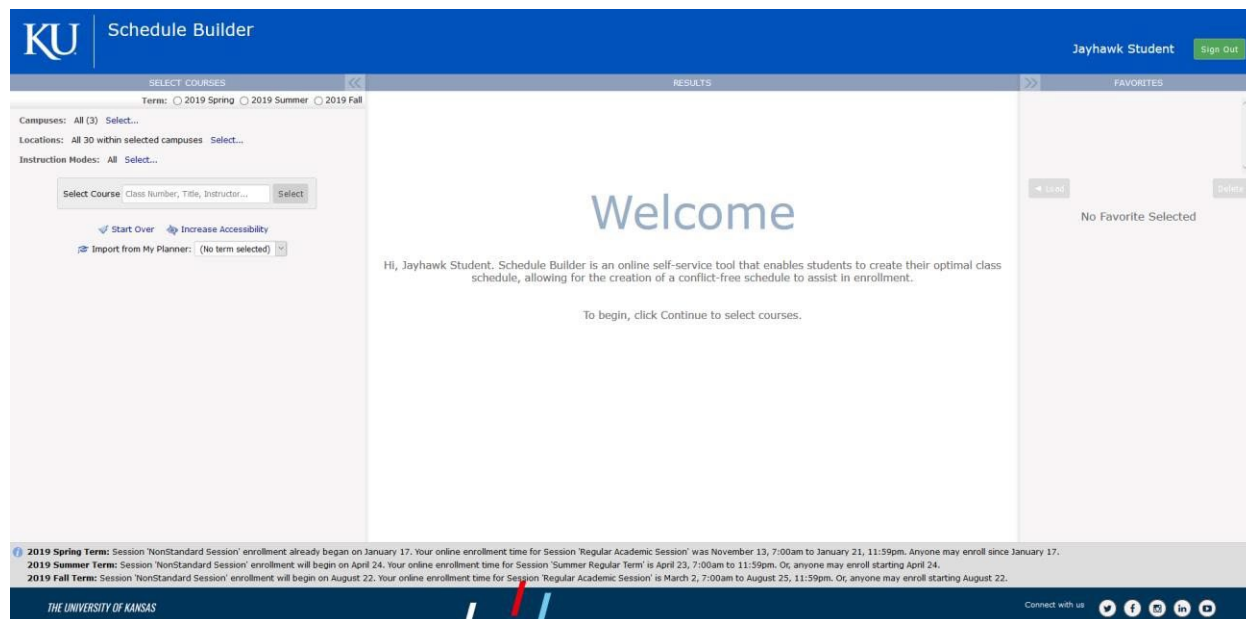 KU
Schedule Builder
Jayhawk Student
Sign Out
SELECT COURSES
RESULTS
FAVORITES
Term: 2019 Spring 2019 Summer 2019 Fall
Campuses: All (3) Select...
Locations: All 30 within selected campuses Select...
Instruction Modes: All Select...
Select Course Class Number, Title, Instructor... Select
Start Over Increase Accessibility
Import from My Planner: (No term selected)
Welcome
Hi, Jayhawk Student. Schedule Builder is an online self-service tool that enables students to create their optimal class
schedule, allowing for the creation of a conflict-free schedule to assist in enrollment.
To begin, click Continue to select courses.
Load Delete
No Favorite Selected
2019 Spring Term: Session 'NonStandard Session' enrollment already began on January 17. Your online enrollment time for Session 'Regular Academic Session' was November 13, 7:00am to January 21, 11:59pm. Anyone may enroll since January 17.
2019 Summer Term: Session 'NonStandard Session' enrollment will begin on April 24. Your online enrollment time for Session 'Summer Regular Term' is April 23, 7:00am to 11:59pm. Or, anyone may enroll starting April 24.
2019 Fall Term: Session 'NonStandard Session' enrollment will begin on August 22. Your online enrollment time for Session 'Regular Academic Session' is March 2, 7:00am to August 25, 11:59pm. Or, anyone may enroll starting August 22.
THE UNIVERSITY OF KANSAS
Connect with us